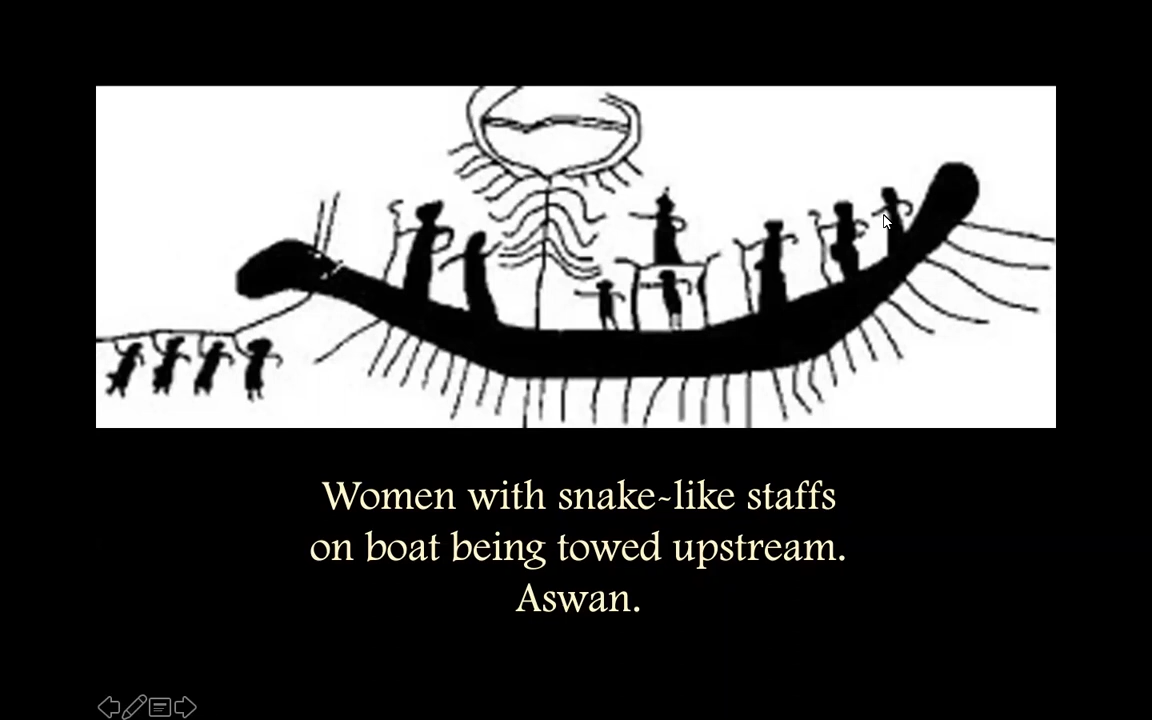 Women with snake-like staffs
on boat being towed upstream.
Aswan.